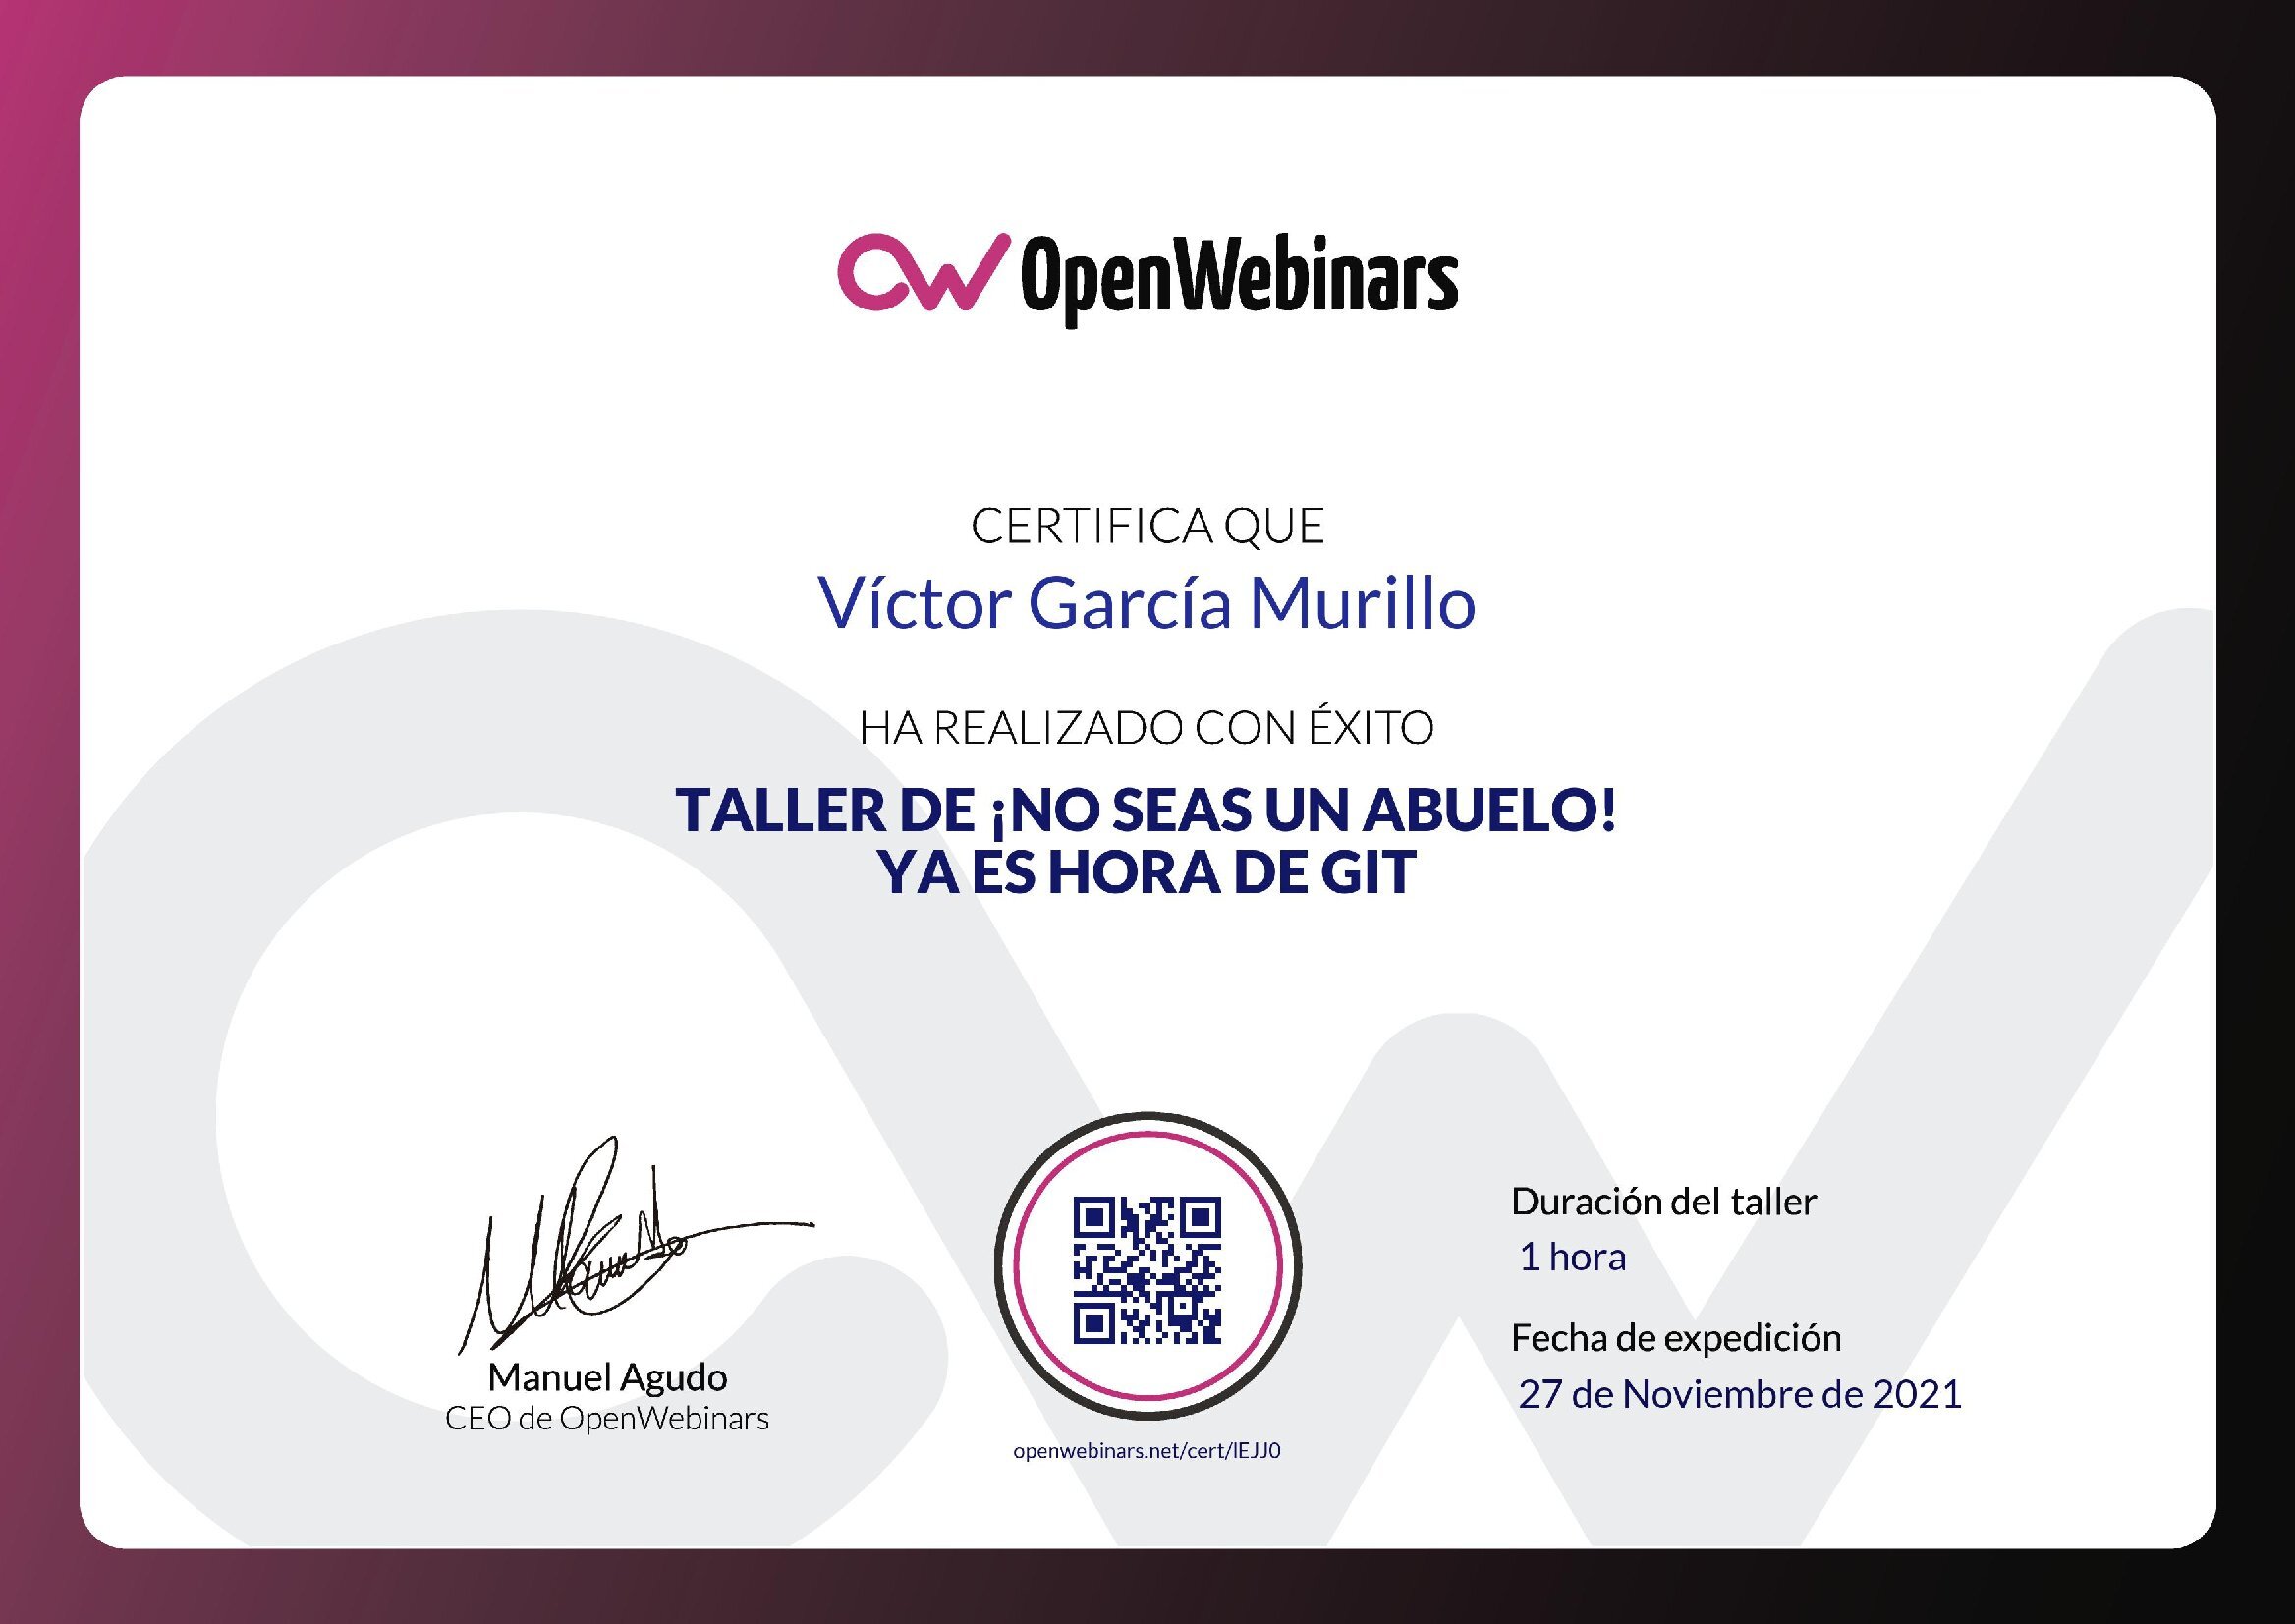 OpenWebinars
CERTIFICA QUE
Víctor García Murillo
HA REALIZADO CON ÉXITO
TALLER DE ¡NO SEAS UN ABUELO!
YA ES HORA DE GIT
Manuel Agudo
CEO de OpenWebinars
openwebinars.net/cert/IEJJ0
Duración del taller
1 hora
Fecha de expedición
27 de Noviembre de 2021